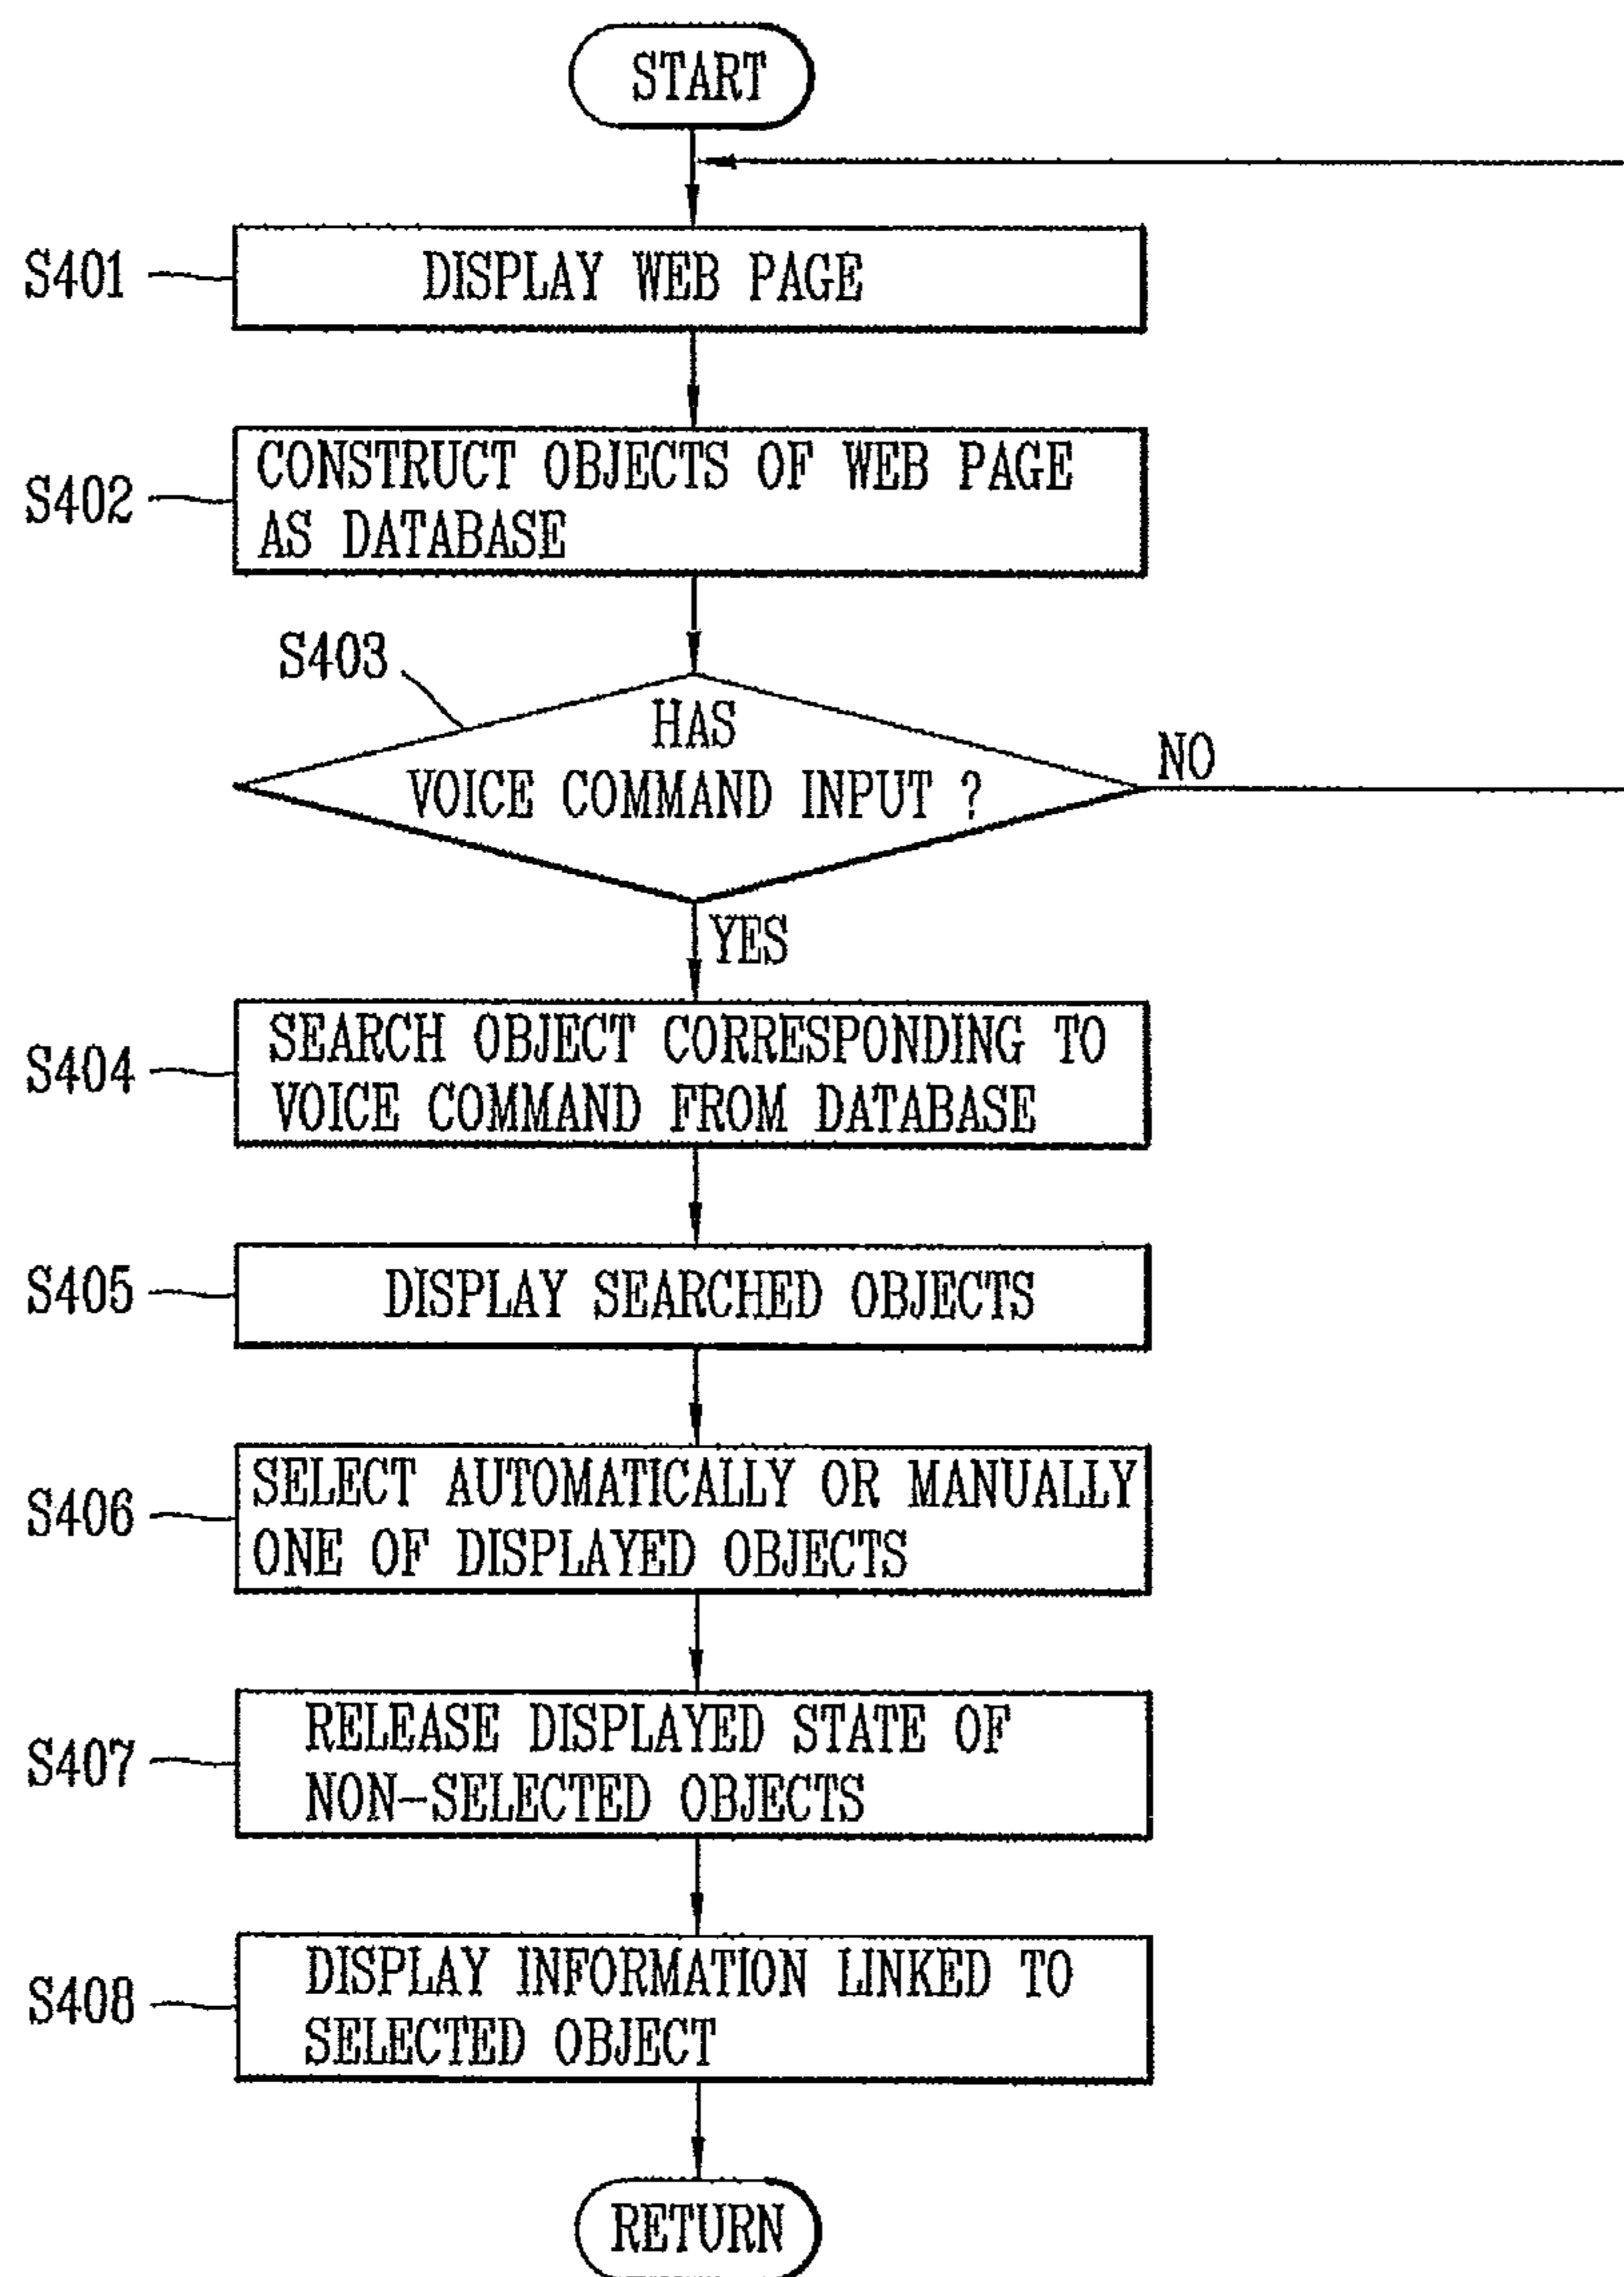 START
S401
DISPLAY WEB PAGE
S402
CONSTRUCT OBJECTS OF WEB PAGE
AS DATABASE
S403
HAS
VOICE COMMAND INPUT ?
NO
YES
S404
SEARCH OBJECT CORRESPONDING TO
VOICE COMMAND FROM DATABASE
S405
DISPLAY SEARCHED OBJECTS
S406
SELECT AUTOMATICALLY OR MANUALLY
ONE OF DISPLAYED OBJECTS
S407
RELEASE DISPLAYED STATE OF
NON-SELECTED OBJECTS
S408
DISPLAY INFORMATION LINKED TO
SELECTED OBJECT
RETURN